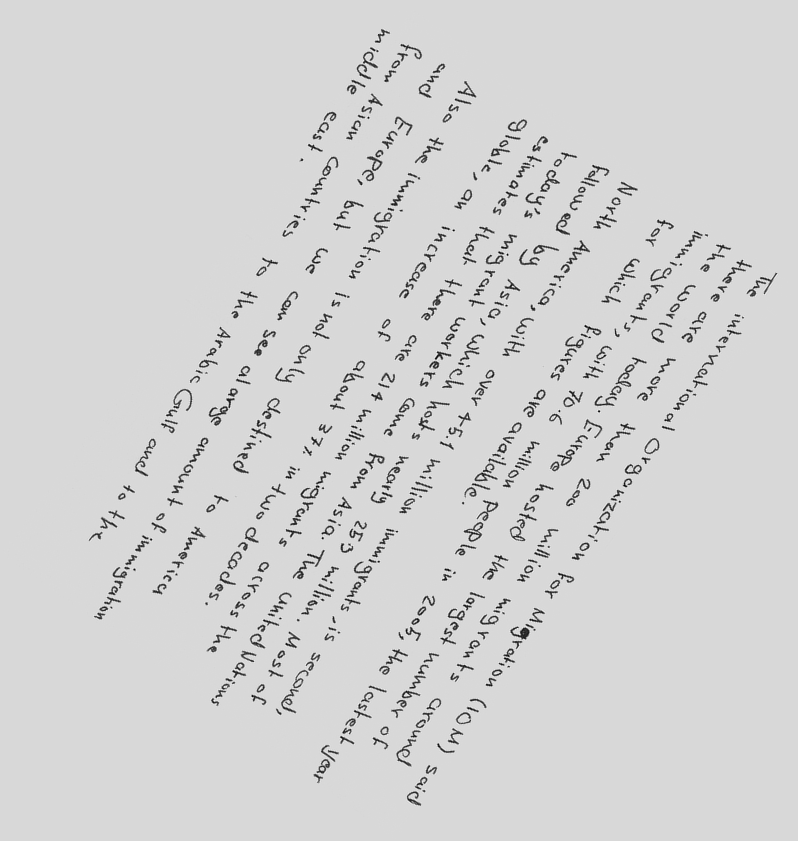 The international Organization for Migration (IOM) said
there are more then 200 million migrants around
the world today. Europe hosted the largest number of
immigrants, with 70.6 million people in 2005, the lastest year
for which figures are available.
North America, with over 45.1 million immigrants, is second,
followed by Asia, which hosts nearly 25.3 million. Most of
today's migrant workers come from Asia. The United Nations
estimates that there are 214 million migrants across the
globle, an increase of about 37% in two decades.
Also the immigration is not only destined to America
and Europe, but we can see alarge amount of immigration
from Asian countries to the Arabic Gulf and to the
middle east.